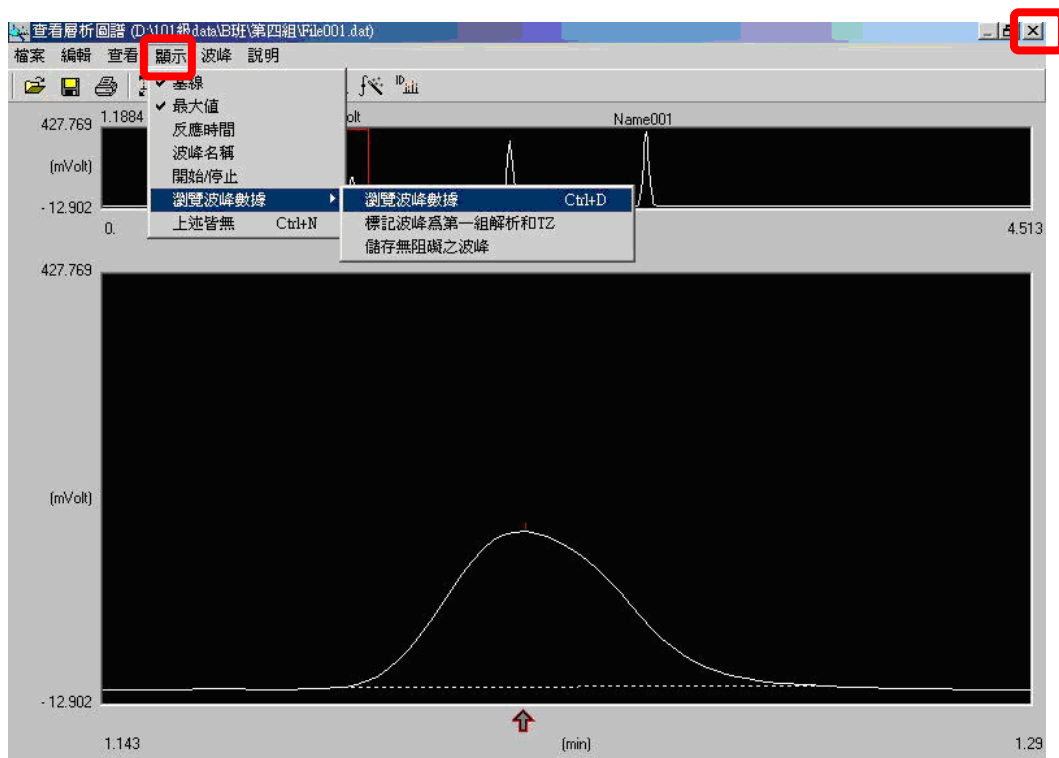 查看層析圖譜 (D:\101級data\B班\第四組\File001.dat)
檔案 編輯 查看 顯示 波峰 說明
基線
最大值
反應時間
波峰名稱
開始/停止
瀏覽波峰數據
上述皆無 Ctrl+N
瀏覽波峰數據 Ctrl+D
標記波峰為第一組解析和TZ
儲存無阻礙之波峰
427.769 1.1884 Name001
(mVolt)
-12.902
0. 4.513
427.769
(mVolt)
-12.902
1.143 (min) 1.29